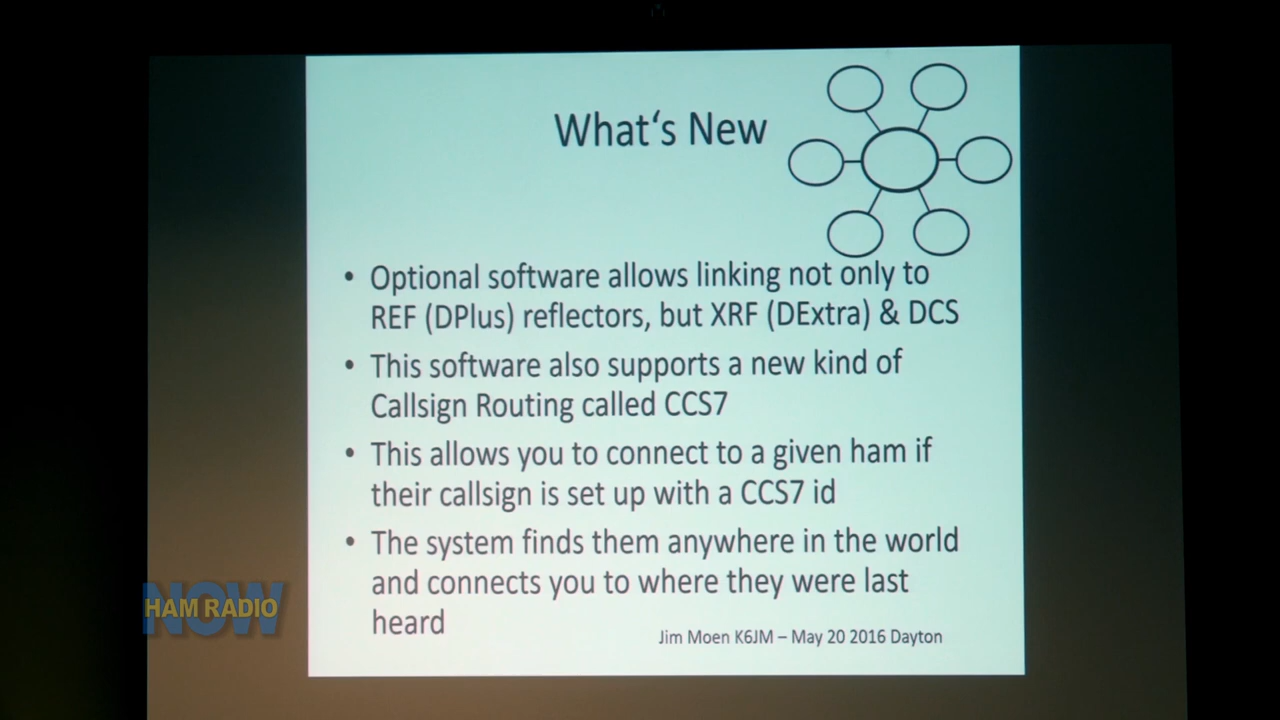 What‘s New
• Optional software allows linking not only to
REF (DPlus) reflectors, but XRF (DExtra) & DCS
• This software also supports a new kind of
Callsign Routing called CCS7
• This allows you to connect to a given ham if
their callsign is set up with a CCS7 id
• The system finds them anywhere in the world
and connects you to where they were last
heard
Jim Moen K6JM – May 20 2016 Dayton
HAM RADIO
NOW